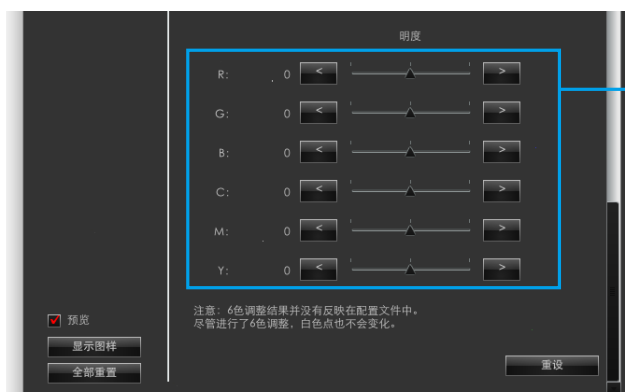 明度
R: 0 < >
G: 0 < >
B: 0 < >
C: 0 < >
M: 0 < >
Y: 0 < >
注意：6色调整结果并没有反映在配置文件中。
尽管进行了6色调整，白色点也不会变化。
预览
显示图样
全部重置
重设